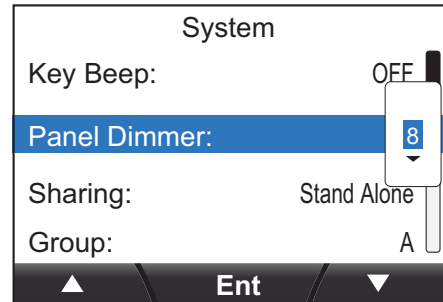 System
Key Beep: OFF
Panel Dimmer: 8
Sharing: Stand Alone
Group: A
Ent